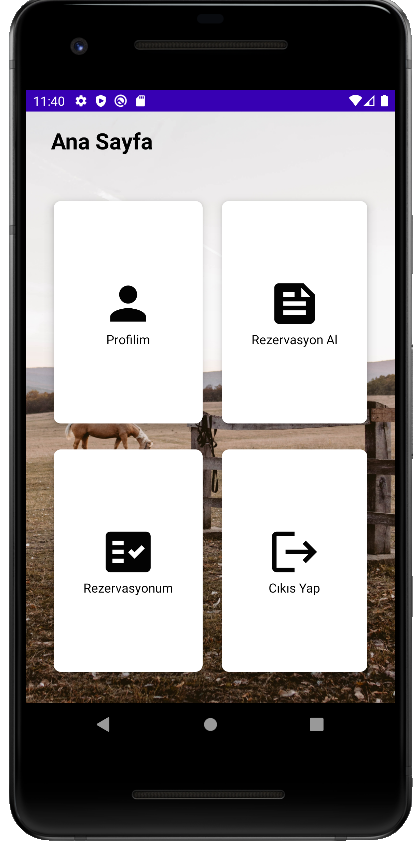 11:40
Ana Sayfa
Profilim
Rezervasyon Al
Rezervasyonum
Cıkıs Yap